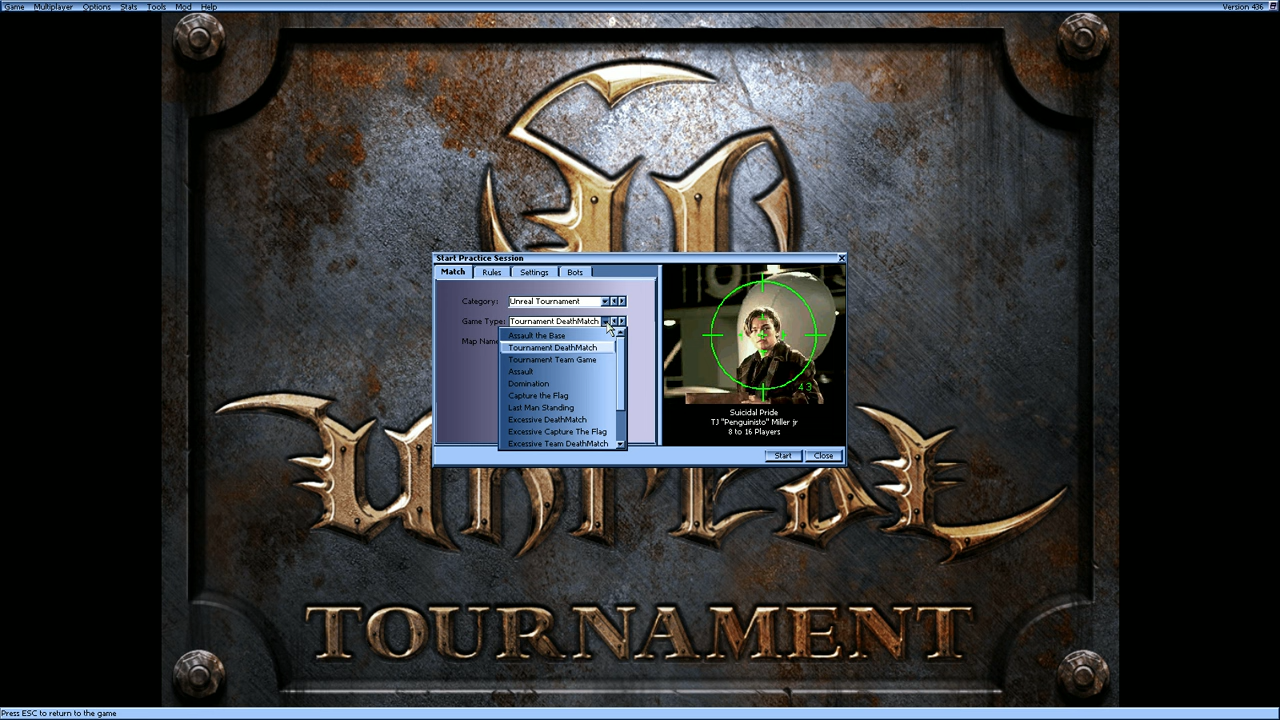 Game Multiplayer Options Stats Tools Mod Help Version 436
Start Practice Session
Match Rules Settings Bots
Category: Unreal Tournament
Game Type: Tournament DeathMatch
Map Name
Assault the Base
Tournament DeathMatch
Tournament Team Game
Assault
Domination
Capture the Flag
Last Man Standing
Excessive DeathMatch
Excessive Capture The Flag
Excessive Team DeathMatch
43
Suicidal Pride
TJ "Penguinisto" Miller jr
8 to 16 Players
Start Close
UNREAL
TOURNAMENT
Press ESC to return to the game